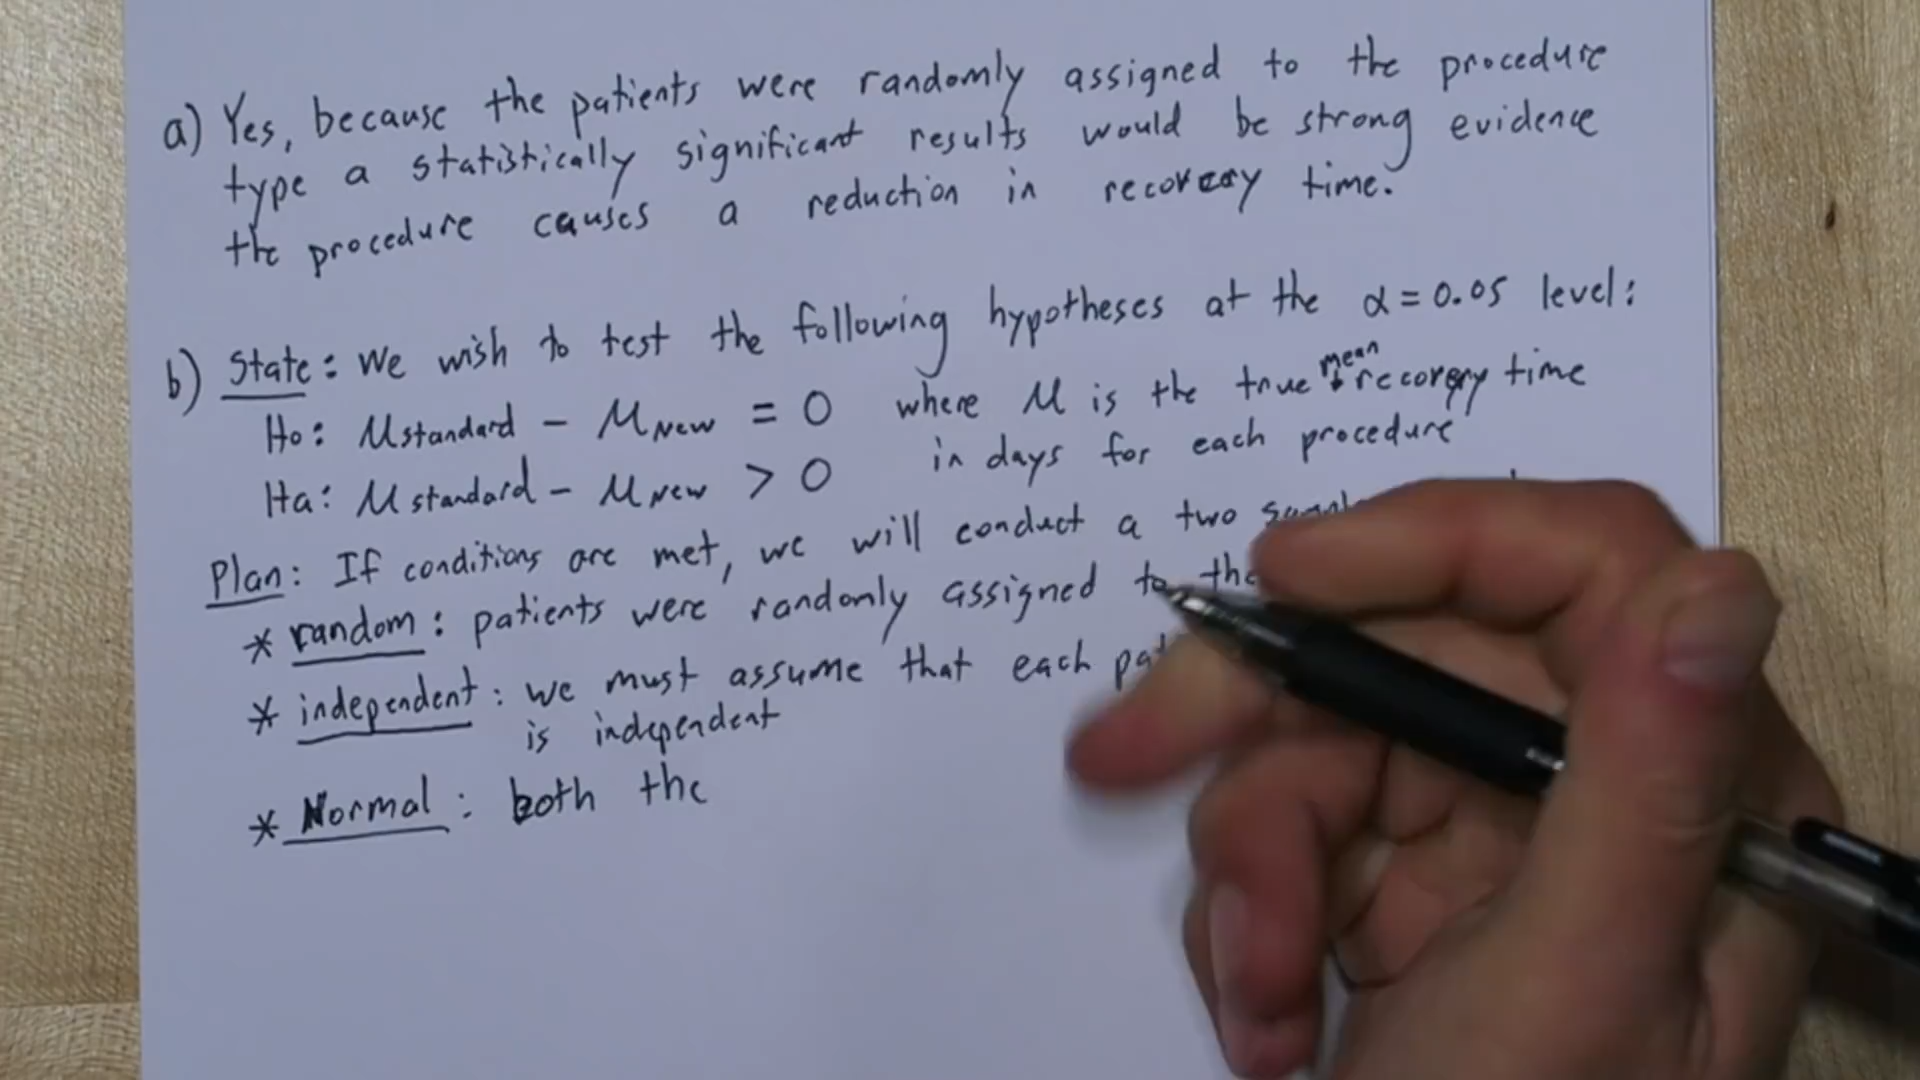 a) Yes, because the patients were randomly assigned to the procedure
type a statistically significant results would be strong evidence
the procedure causes a reduction in recovery time.
b) State: We wish to test the following hypotheses at the α = 0.05 level:
Ho: μstandard - μNew = 0 where μ is the true mean recovery time
Ha: μstandard - μNew > 0 in days for each procedure
Plan: If conditions are met, we will conduct a two
* random: patients were randomly assigned to the
* independent: we must assume that each
is independent
* Normal: both the